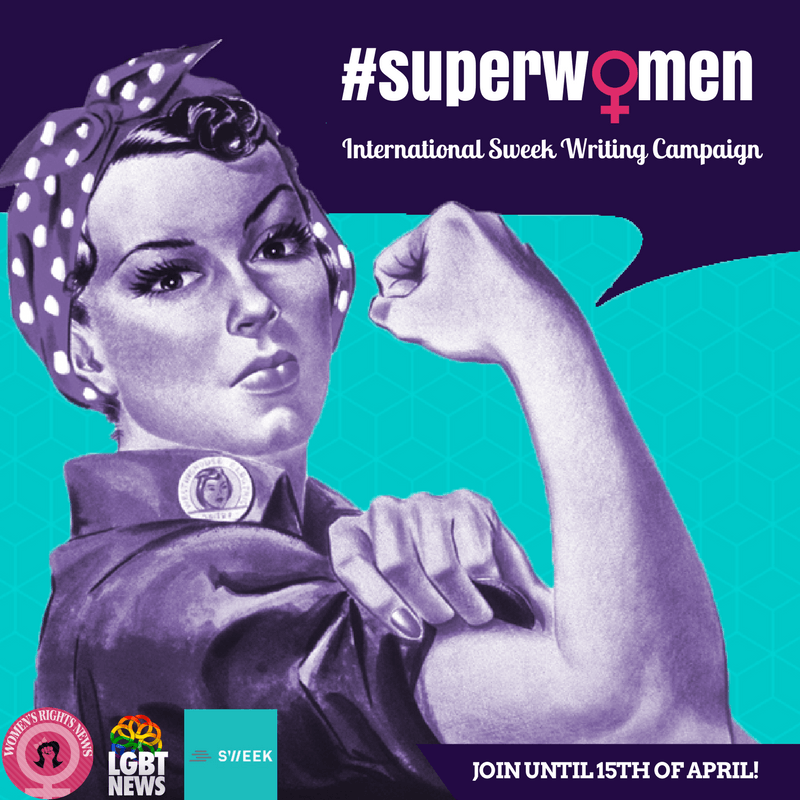 #superwomen
International Sweek Writing Campaign
WOMEN'S RIGHTS NEWS
LGBT
NEWS
SWEEK
JOIN UNTIL 15TH OF APRIL!